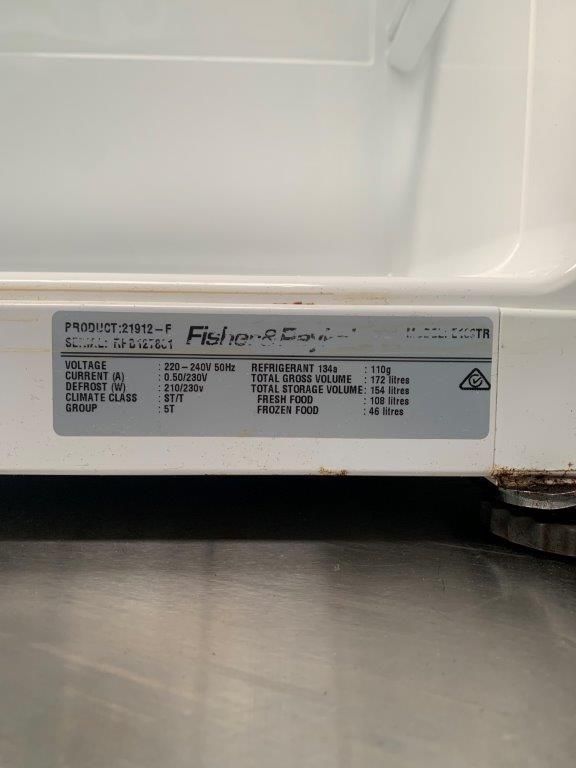 PRODUCT:21912-F
Fisher &
VOLTAGE : 220-240V 50Hz
CURRENT (A) : 0.50/230V
DEFROST (W) : 210/230v
CLIMATE CLASS : ST/T
GROUP : 5T
REFRIGERANT 134a : 110g
TOTAL GROSS VOLUME : 172 litres
TOTAL STORAGE VOLUME : 154 litres
FRESH FOOD : 108 litres
FROZEN FOOD : 46 litres